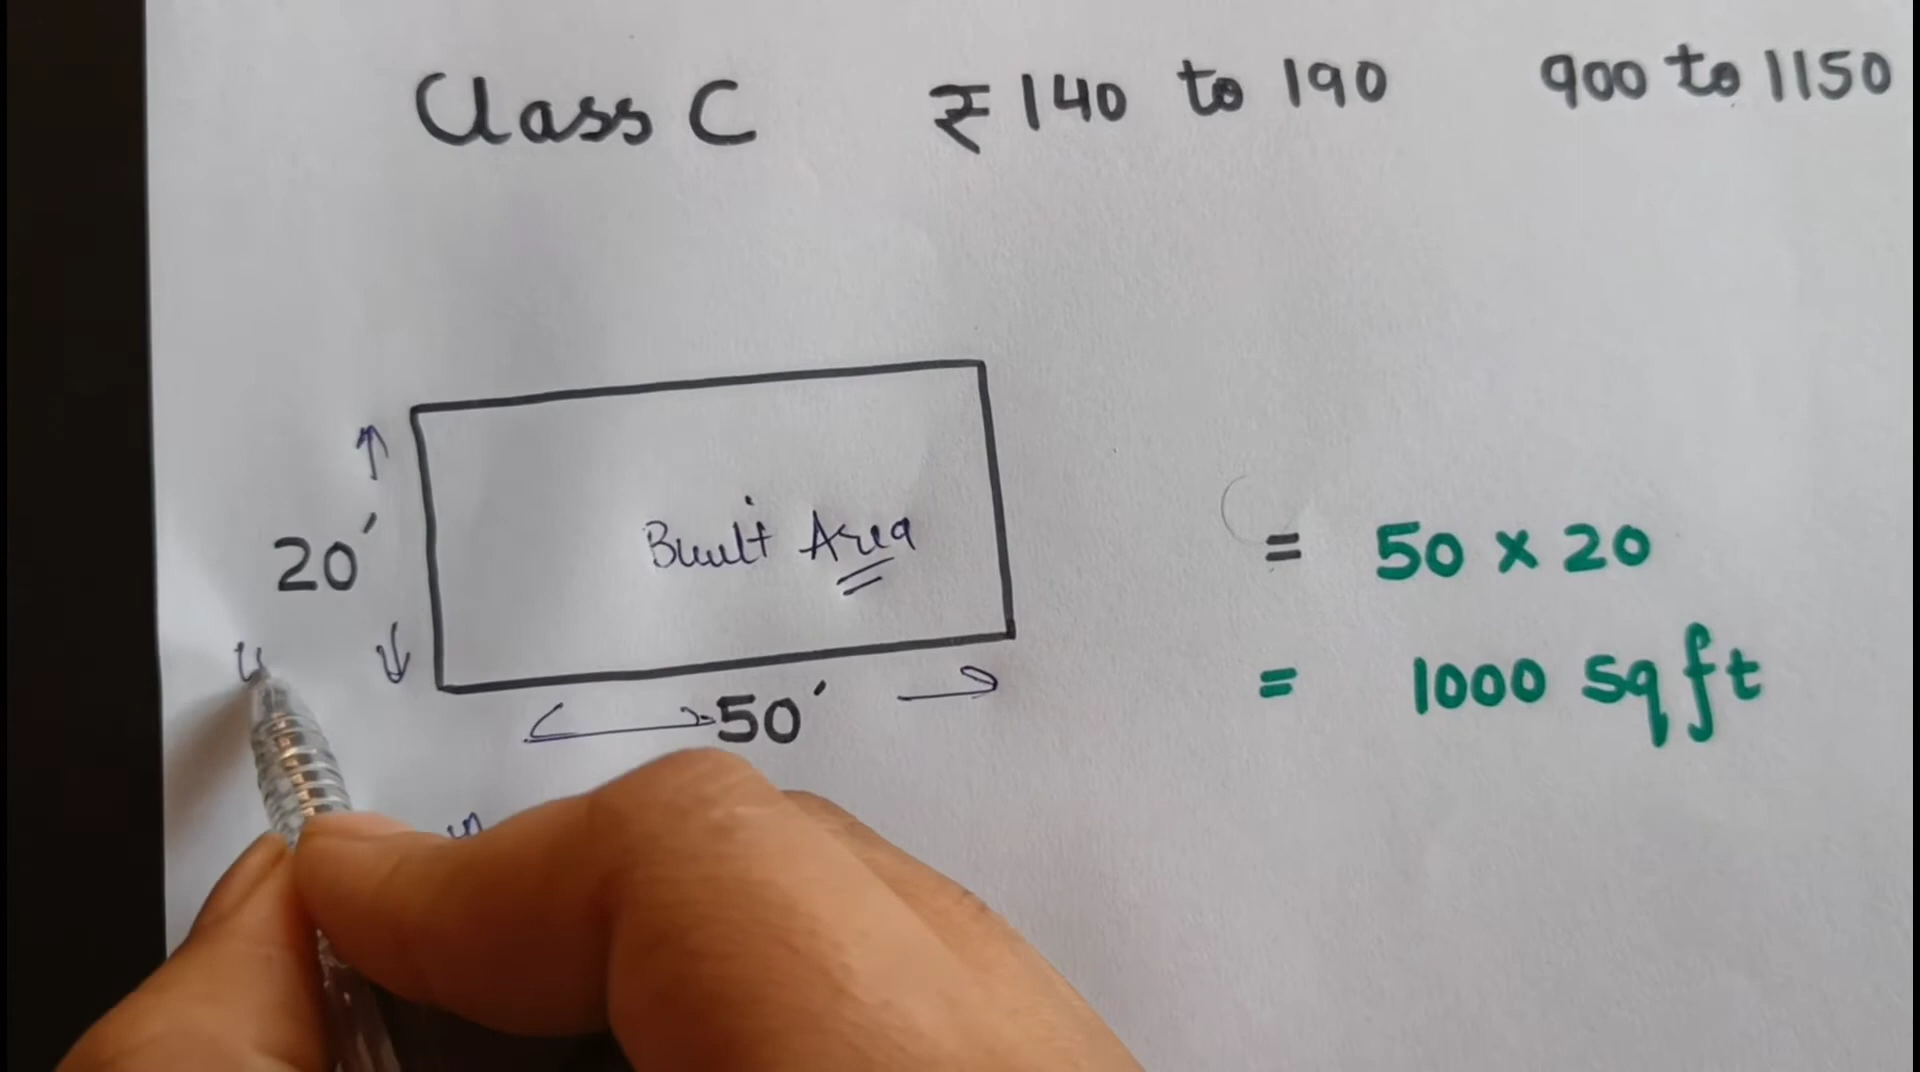 Class C ₹ 140 to 190 900 to 1150
Built Area
20'
= 50 x 20
50'
= 1000 sqft